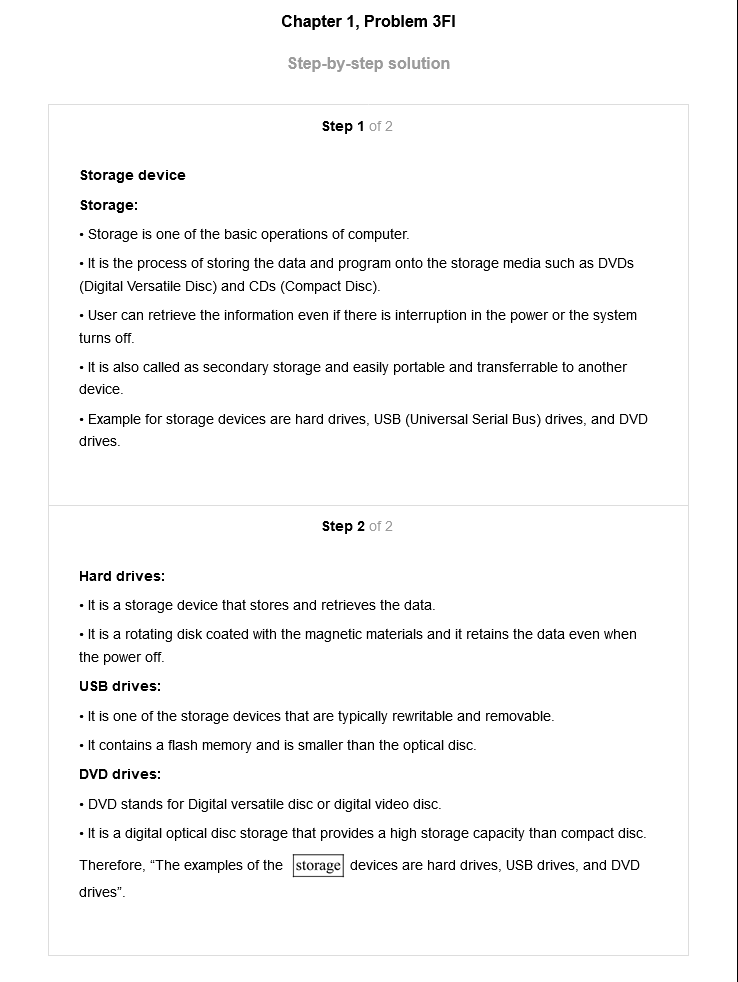 Chapter 1, Problem 3FI
Step-by-step solution
Step 1 of 2
Storage device
Storage:
• Storage is one of the basic operations of computer.
• It is the process of storing the data and program onto the storage media such as DVDs
(Digital Versatile Disc) and CDs (Compact Disc).
• User can retrieve the information even if there is interruption in the power or the system
turns off.
• It is also called as secondary storage and easily portable and transferrable to another
device.
• Example for storage devices are hard drives, USB (Universal Serial Bus) drives, and DVD
drives.
Step 2 of 2
Hard drives:
• It is a storage device that stores and retrieves the data.
• It is a rotating disk coated with the magnetic materials and it retains the data even when
the power off.
USB drives:
• It is one of the storage devices that are typically rewritable and removable.
• It contains a flash memory and is smaller than the optical disc.
DVD drives:
• DVD stands for Digital versatile disc or digital video disc.
• It is a digital optical disc storage that provides a high storage capacity than compact disc.
Therefore, “The examples of the storage devices are hard drives, USB drives, and DVD
drives”.